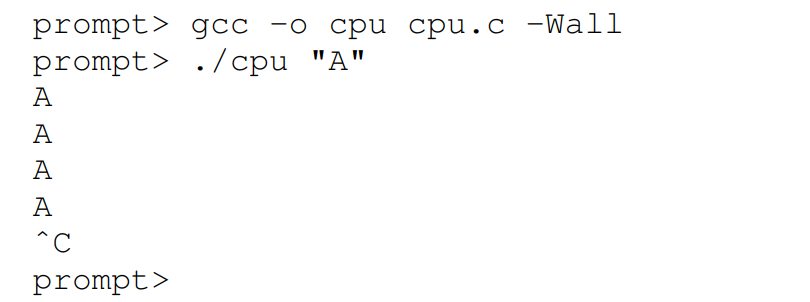 prompt> gcc -o cpu cpu.c -Wall
prompt> ./cpu "A"
A
A
A
A
^C
prompt>